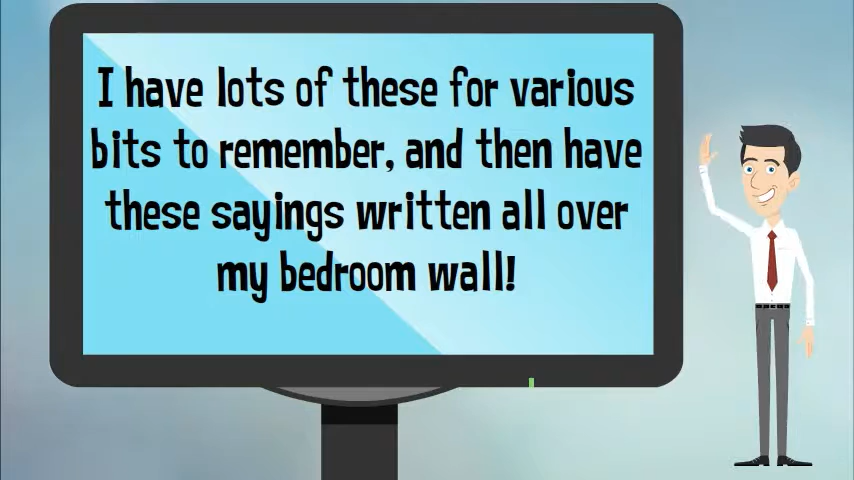 I have lots of these for various
bits to remember, and then have
these sayings written all over
my bedroom wall!